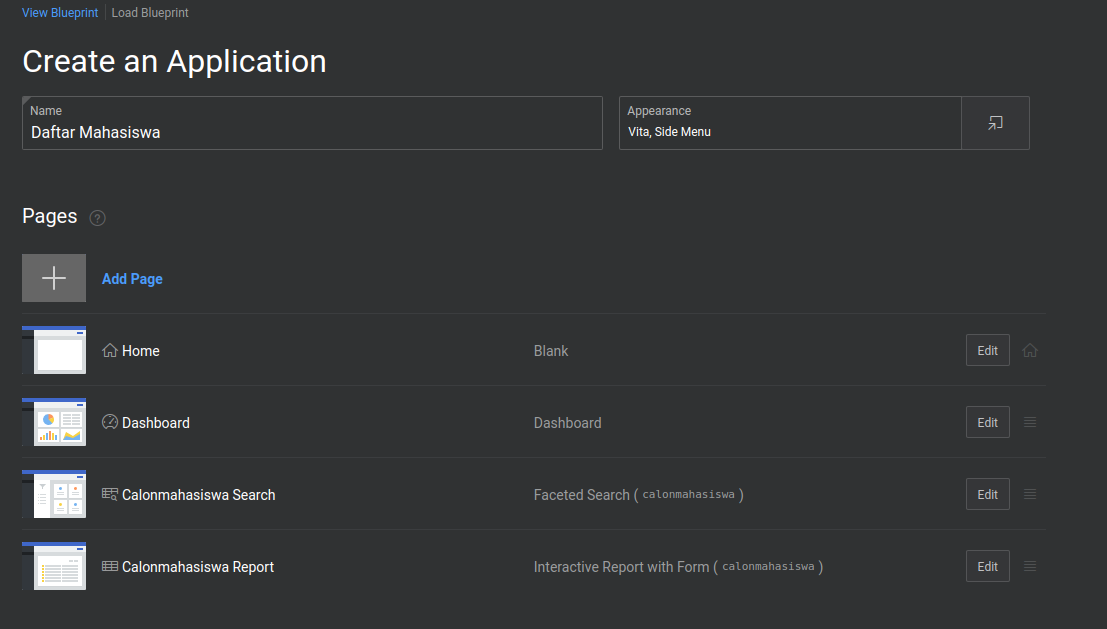 View Blueprint Load Blueprint
Create an Application
Name
Daftar Mahasiswa
Appearance
Vita, Side Menu
Pages ?
Add Page
Home Blank Edit
Dashboard Dashboard Edit
Calonmahasiswa Search Faceted Search ( calonmahasiswa ) Edit
Calonmahasiswa Report Interactive Report with Form ( calonmahasiswa ) Edit